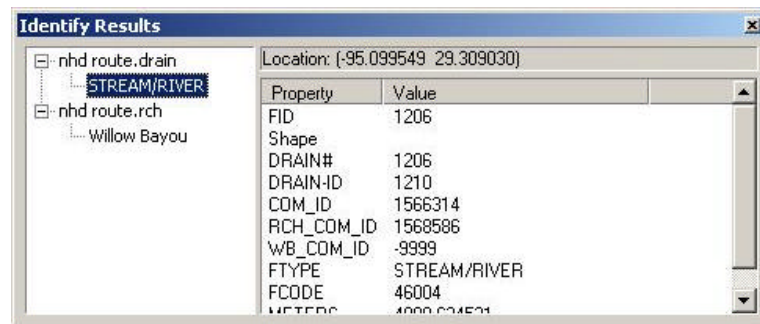 Identify Results
nhd route.drain
STREAM/RIVER
nhd route.rch
Willow Bayou
Location: (-95.099549 29.309030)
Property Value
FID 1206
Shape
DRAIN# 1206
DRAIN-ID 1210
COM_ID 1566314
RCH_COM_ID 1568586
WB_COM_ID -9999
FTYPE STREAM/RIVER
FCODE 46004
METERS